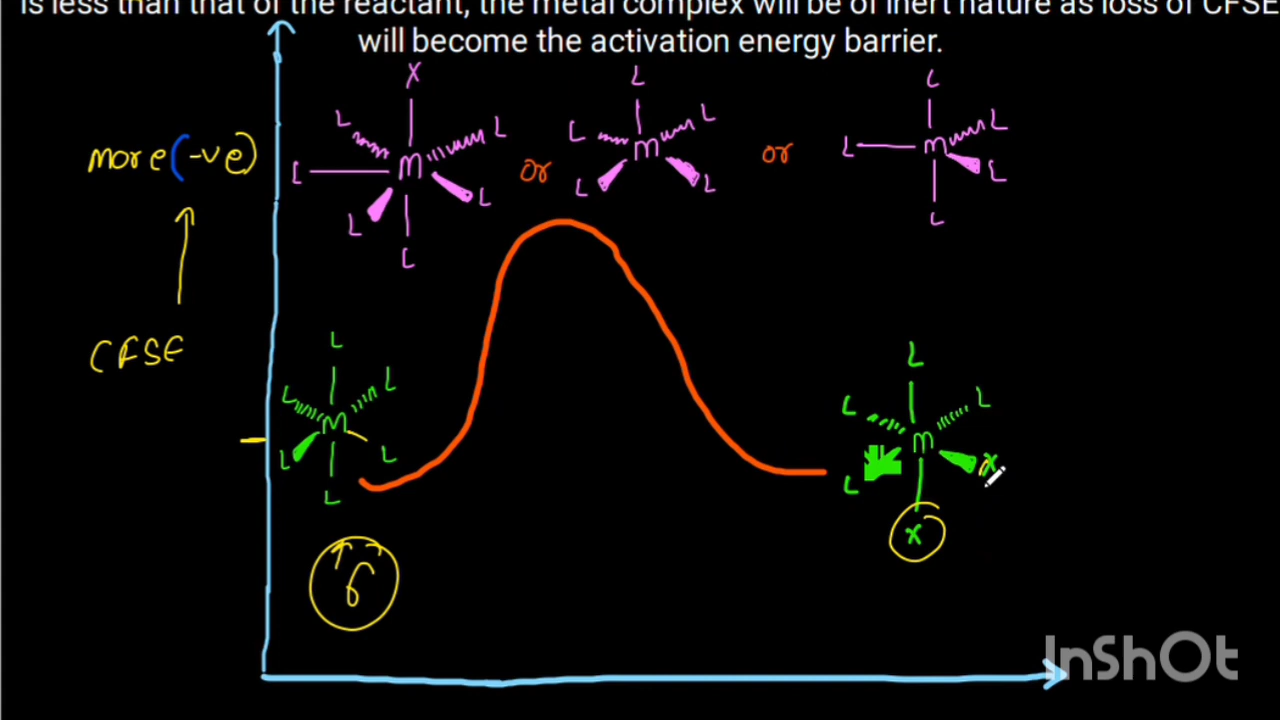 is less than that of the reactant, the metal complex will be of inert nature as loss of CFSE
will become the activation energy barrier.
X
L
L
L
L
M
L
L
L
or
L
L
L
M
L
L
or
L
L
L
M
L
L
more (-ve)
CFSE
L
L
L
M
L
L
L
6
L
L
L
M
L
X
X
InShOt